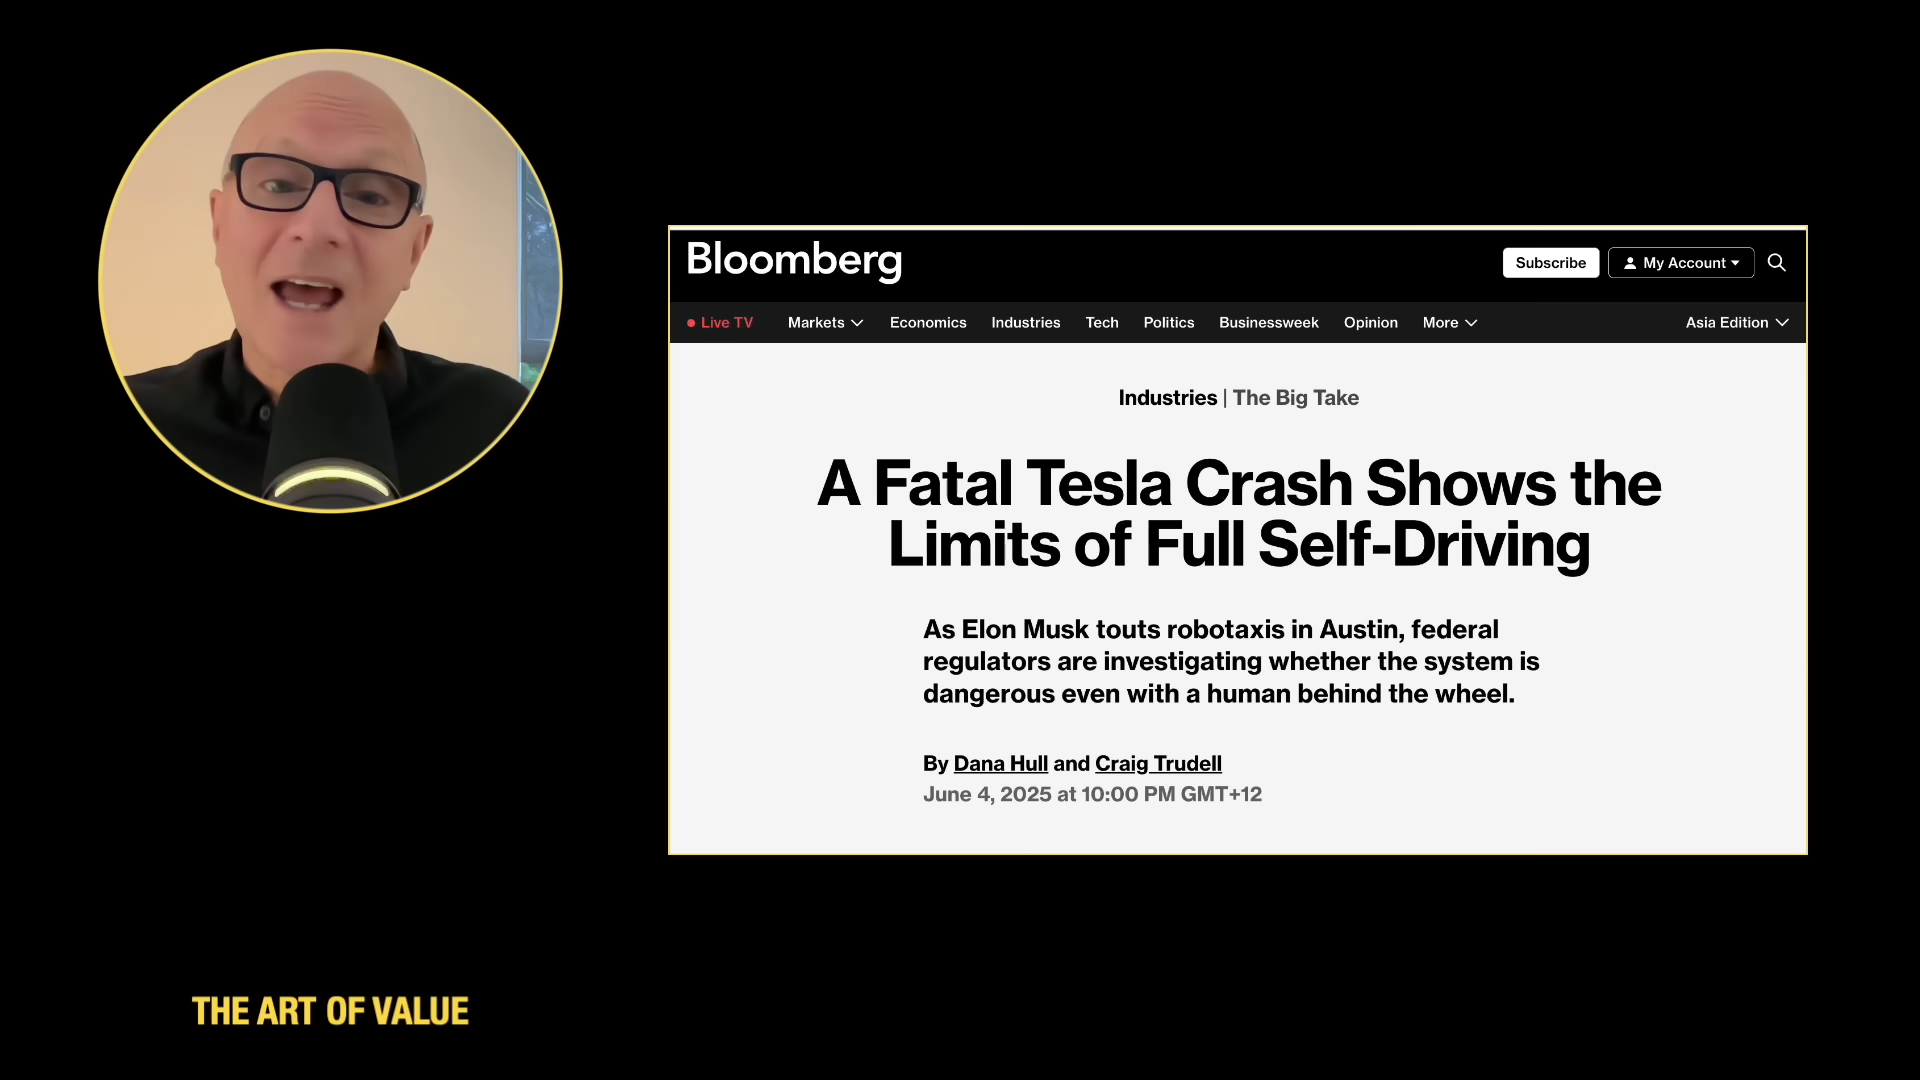 Bloomberg
Subscribe
My Account
Live TV
Markets
Economics
Industries
Tech
Politics
Businessweek
Opinion
More
Asia Edition
Industries | The Big Take
A Fatal Tesla Crash Shows the
Limits of Full Self-Driving
As Elon Musk touts robotaxis in Austin, federal
regulators are investigating whether the system is
dangerous even with a human behind the wheel.
By Dana Hull and Craig Trudell
June 4, 2025 at 10:00 PM GMT+12
THE ART OF VALUE